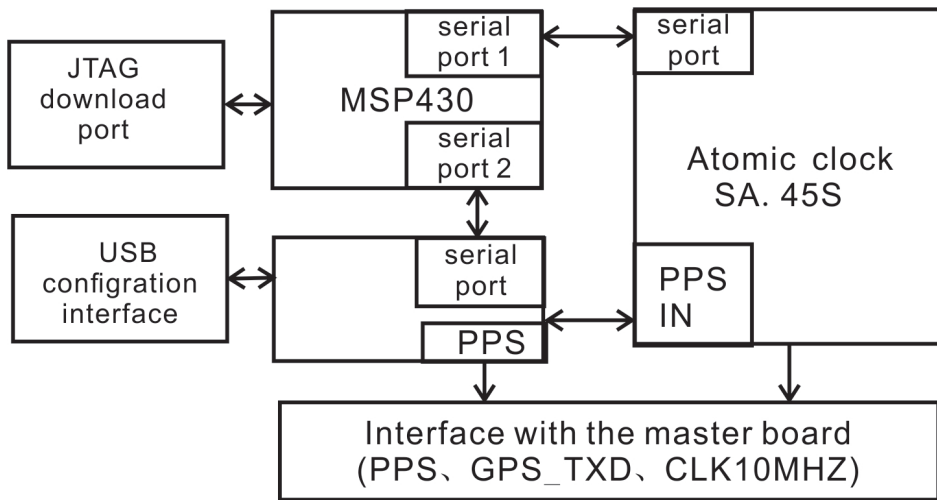 JTAG
download
port
serial
port 1
MSP430
serial
port 2
serial
port
Atomic clock
SA. 45S
USB
configration
interface
serial
port
PPS
PPS
IN
Interface with the master board
(PPS、GPS_TXD、CLK10MHZ)